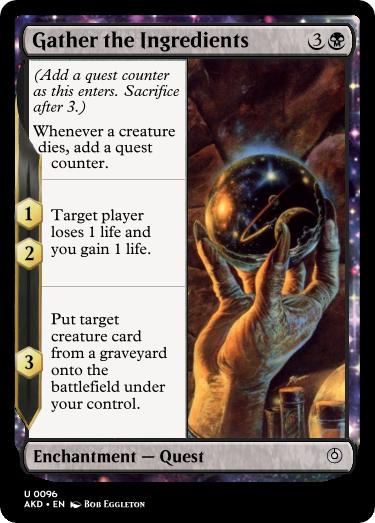 Gather the Ingredients 3
(Add a quest counter
as this enters. Sacrifice
after 3.)
Whenever a creature
dies, add a quest
counter.
1
2
Target player
loses 1 life and
you gain 1 life.
3
Put target
creature card
from a graveyard
onto the
battlefield under
your control.
Enchantment — Quest
U 0096
AKD • EN Bob Eggleton